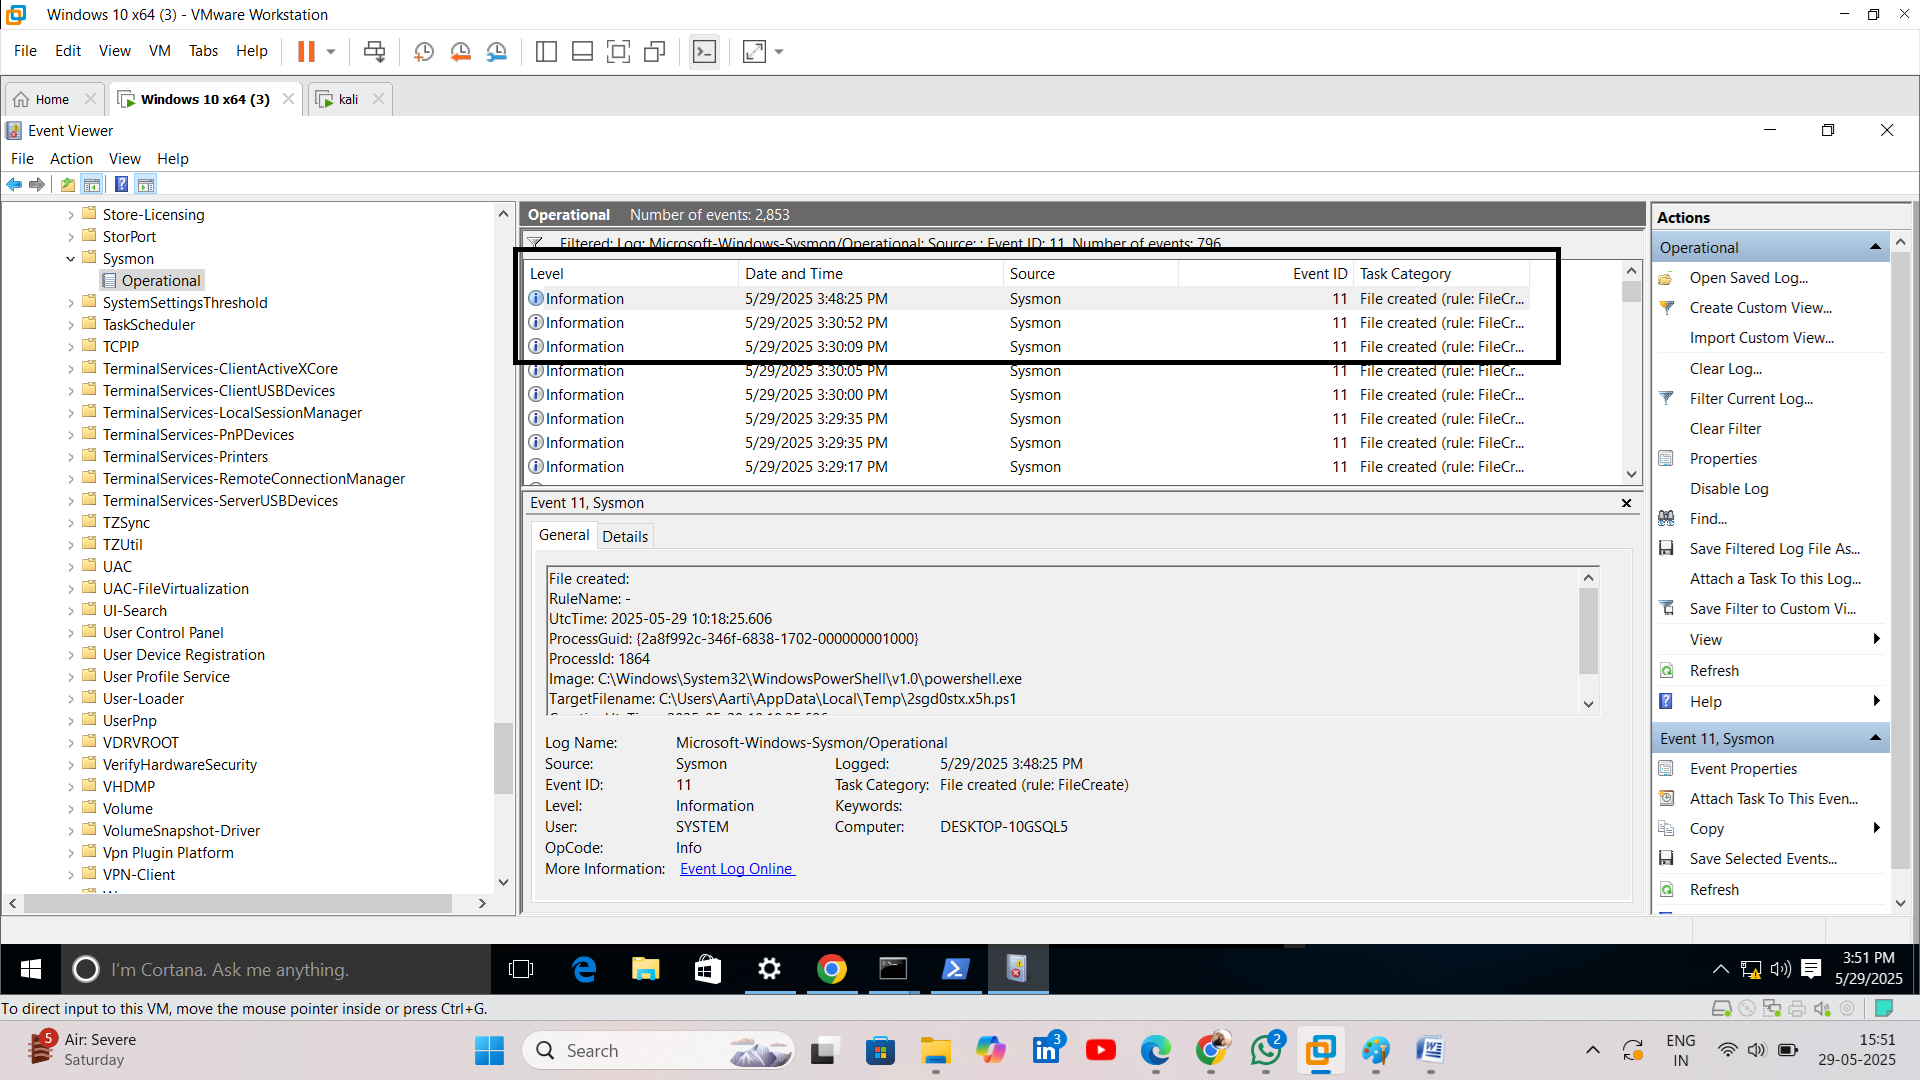 Windows 10 x64 (3) - VMware Workstation
File Edit View VM Tabs Help
Home Windows 10 x64 (3) kali
Event Viewer
File Action View Help
Store-Licensing
StorPort
Sysmon
Operational
SystemSettingsThreshold
TaskScheduler
TCPIP
TerminalServices-ClientActiveXCore
TerminalServices-ClientUSBDevices
TerminalServices-LocalSessionManager
TerminalServices-PnPDevices
TerminalServices-Printers
TerminalServices-RemoteConnectionManager
TerminalServices-ServerUSBDevices
TZSync
TZUtil
UAC
UAC-FileVirtualization
UI-Search
User Control Panel
User Device Registration
User Profile Service
User-Loader
UserPnp
VDRVROOT
VerifyHardwareSecurity
VHDMP
Volume
VolumeSnapshot-Driver
Vpn Plugin Platform
VPN-Client
Operational Number of events: 2,853
Filtered: Log: Microsoft-Windows-Sysmon/Operational; Source: ; Event ID: 11. Number of events: 796
Level Date and Time Source Event ID Task Category
Information 5/29/2025 3:48:25 PM Sysmon 11 File created (rule: FileCr...
Information 5/29/2025 3:30:52 PM Sysmon 11 File created (rule: FileCr...
Information 5/29/2025 3:30:09 PM Sysmon 11 File created (rule: FileCr...
Information 5/29/2025 3:30:05 PM Sysmon 11 File created (rule: FileCr...
Information 5/29/2025 3:30:00 PM Sysmon 11 File created (rule: FileCr...
Information 5/29/2025 3:29:35 PM Sysmon 11 File created (rule: FileCr...
Information 5/29/2025 3:29:35 PM Sysmon 11 File created (rule: FileCr...
Information 5/29/2025 3:29:17 PM Sysmon 11 File created (rule: FileCr...
Event 11, Sysmon
General Details
File created:
RuleName: -
UtcTime: 2025-05-29 10:18:25.606
ProcessGuid: {2a8f992c-346f-6838-1702-000000001000}
ProcessId: 1864
Image: C:\Windows\System32\WindowsPowerShell\v1.0\powershell.exe
TargetFilename: C:\Users\Aarti\AppData\Local\Temp\2sgd0stx.x5h.ps1
Log Name: Microsoft-Windows-Sysmon/Operational
Source: Sysmon Logged: 5/29/2025 3:48:25 PM
Event ID: 11 Task Category: File created (rule: FileCreate)
Level: Information Keywords:
User: SYSTEM Computer: DESKTOP-10GSQL5
OpCode: Info
More Information: Event Log Online
Actions
Operational
Open Saved Log...
Create Custom View...
Import Custom View...
Clear Log...
Filter Current Log...
Clear Filter
Properties
Disable Log
Find...
Save Filtered Log File As...
Attach a Task To this Log...
Save Filter to Custom Vi...
View
Refresh
Help
Event 11, Sysmon
Event Properties
Attach Task To This Even...
Copy
Save Selected Events...
Refresh
I'm Cortana. Ask me anything.
3:51 PM
5/29/2025
To direct input to this VM, move the mouse pointer inside or press Ctrl+G.
5
Air: Severe
Saturday
Search
3
2
ENG
IN
15:51
29-05-2025